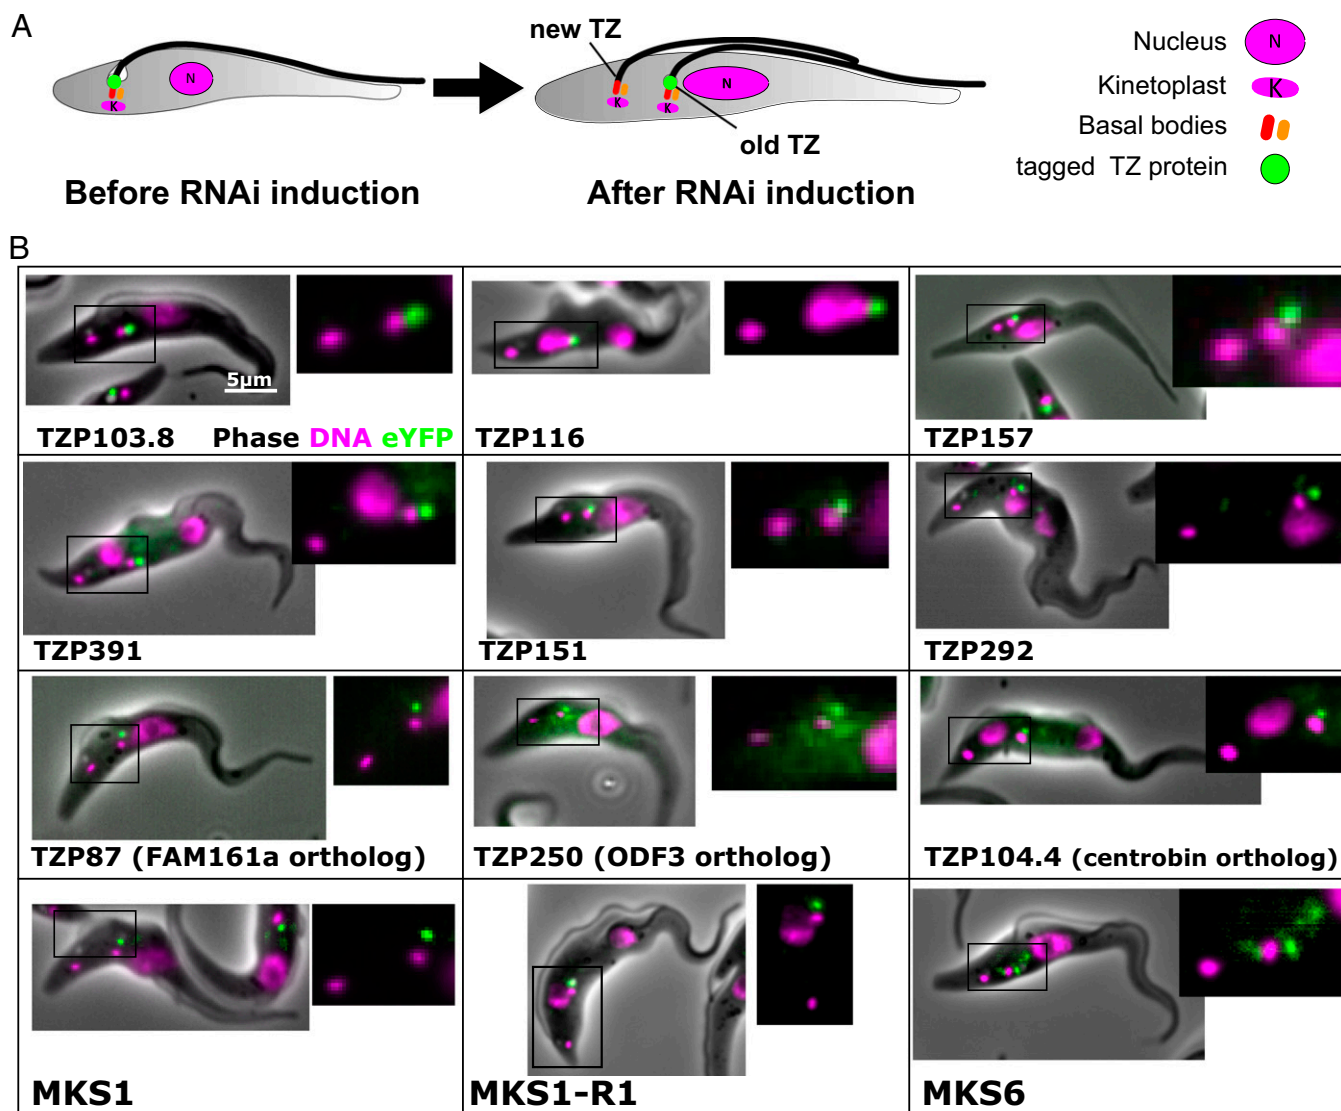 A
new TZ
old TZ
N
K
N
K
K
Before RNAi induction
After RNAi induction
Nucleus N
Kinetoplast K
Basal bodies
tagged TZ protein
B
5µm
TZP103.8 Phase DNA eYFP
TZP116
TZP157
TZP391
TZP151
TZP292
TZP87 (FAM161a ortholog)
TZP250 (ODF3 ortholog)
TZP104.4 (centrobin ortholog)
MKS1
MKS1-R1
MKS6